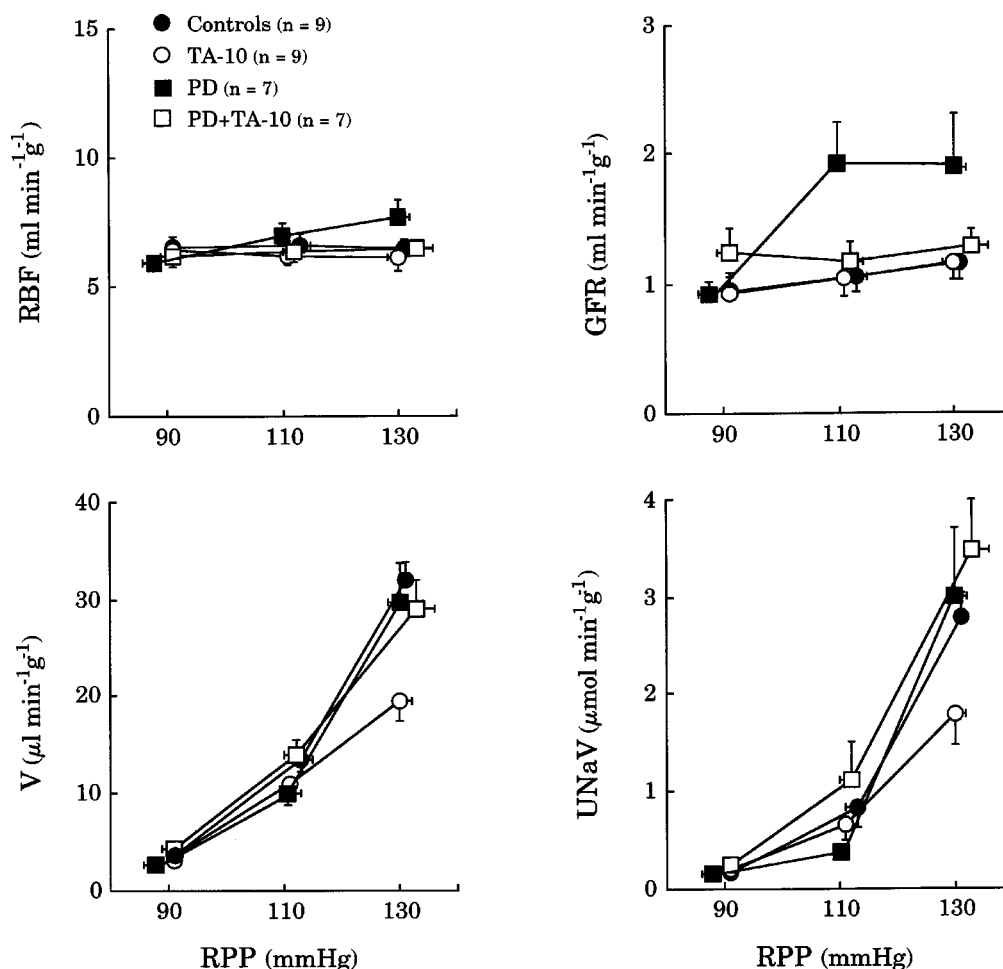 Controls (n = 9)
TA-10 (n = 9)
PD (n = 7)
PD+TA-10 (n = 7)
RBF (ml min⁻¹g⁻¹)
15
10
5
0
90 110 130
GFR (ml min⁻¹g⁻¹)
3
2
1
0
90 110 130
V (µl min⁻¹g⁻¹)
40
30
20
10
0
90 110 130
RPP (mmHg)
UNaV (µmol min⁻¹g⁻¹)
4
3
2
1
0
90 110 130
RPP (mmHg)